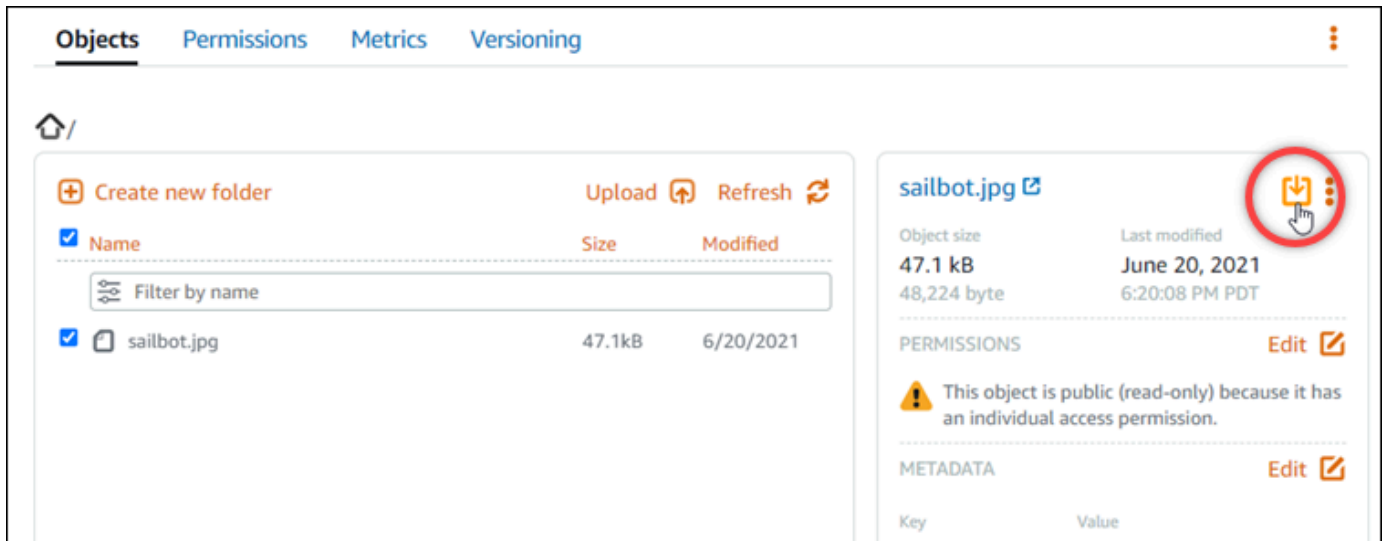 Objects Permissions Metrics Versioning
/
Create new folder Upload Refresh
Name Size Modified
Filter by name
sailbot.jpg 47.1kB 6/20/2021
sailbot.jpg
Object size Last modified
47.1 kB June 20, 2021
48,224 byte 6:20:08 PM PDT
PERMISSIONS Edit
This object is public (read-only) because it has
an individual access permission.
METADATA Edit
Key Value